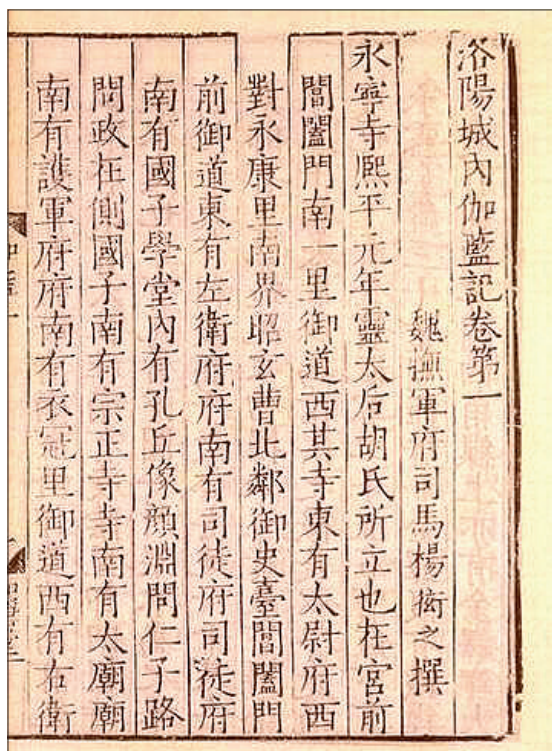 洛陽城內伽藍記卷第一
魏撫軍府司馬楊衒之撰
永寧寺熙平元年靈太后胡氏所立也在宮前
閶闔門南一里御道西其寺東有太尉府西
對永康里南界昭玄曹北鄰御史臺閶闔門
前御道東有左衛府府南有司徒府司徒府
南有國子學堂內有孔丘像顏淵問仁子路
問政在側國子南有宗正寺寺南有太廟廟
南有護軍府府南有衣冠里御道西有右衛